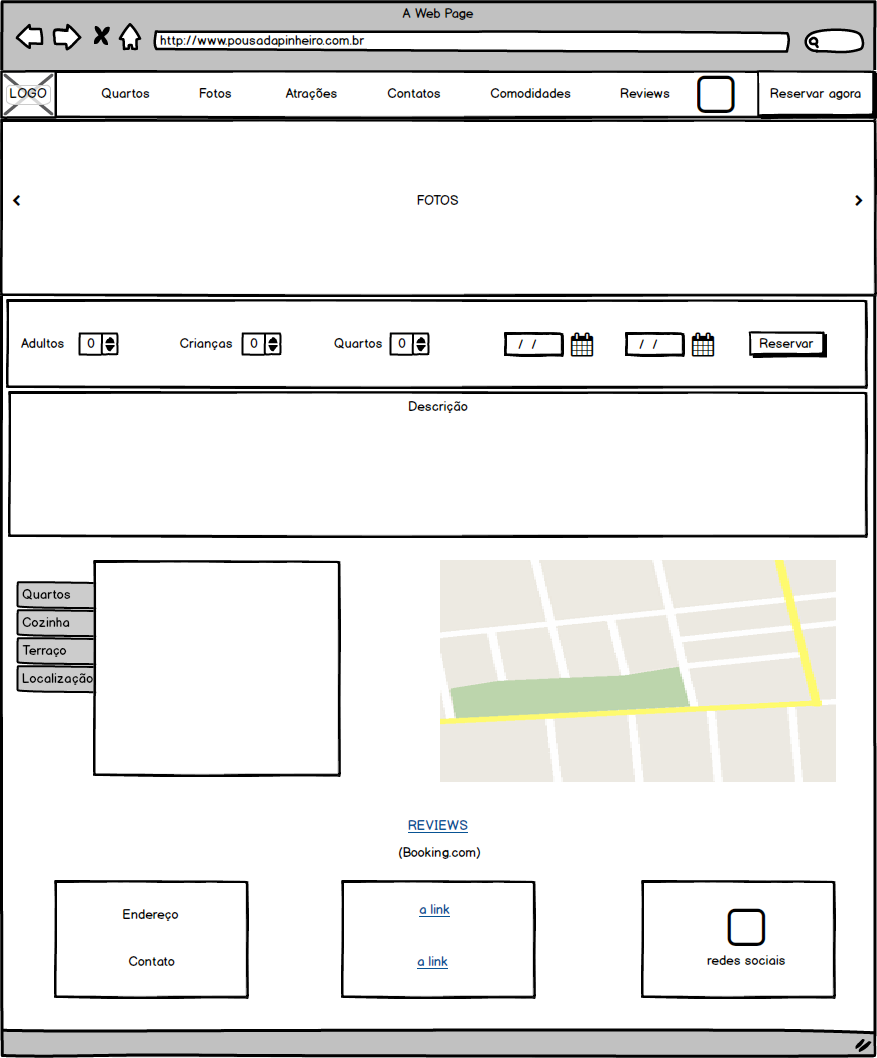 A Web Page
http://www.pousadapinheiro.com.br
LOGO Quartos Fotos Atrações Contatos Comodidades Reviews Reservar agora
FOTOS
Adultos 0 Crianças 0 Quartos 0 / / / / Reservar
Descrição
Quartos
Cozinha
Terraço
Localização
REVIEWS
(Booking.com)
Endereço
Contato
a link
a link
redes sociais